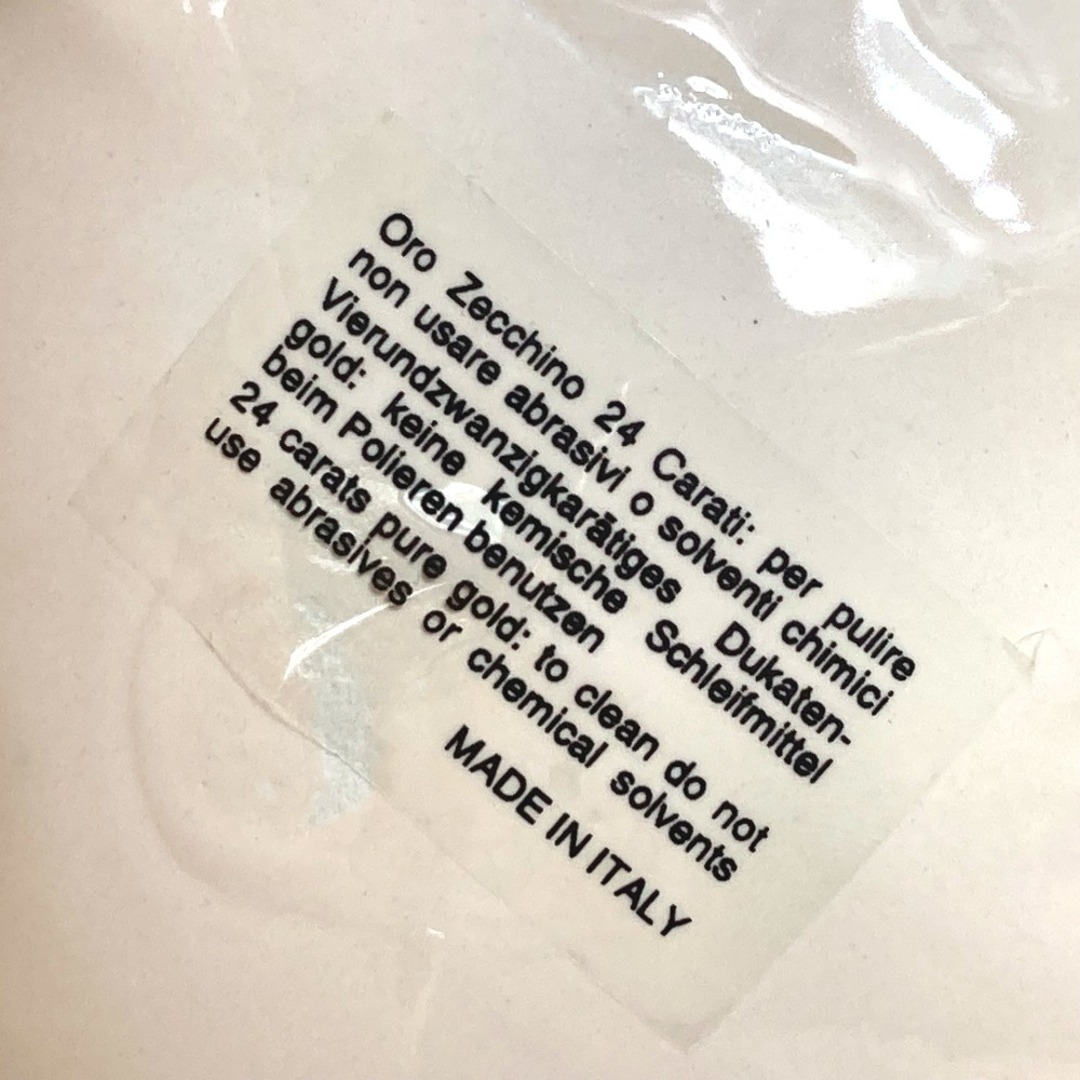 Oro Zecchino 24 Carati: per pulire
non usare abrasivi o solventi chimici
Vierundzwanzigkarätiges Dukaten-
gold: keine kemische Schleifmittel
beim Polieren benutzen
24 carats pure gold: to clean do not
use abrasives or chemical solvents
MADE IN ITALY